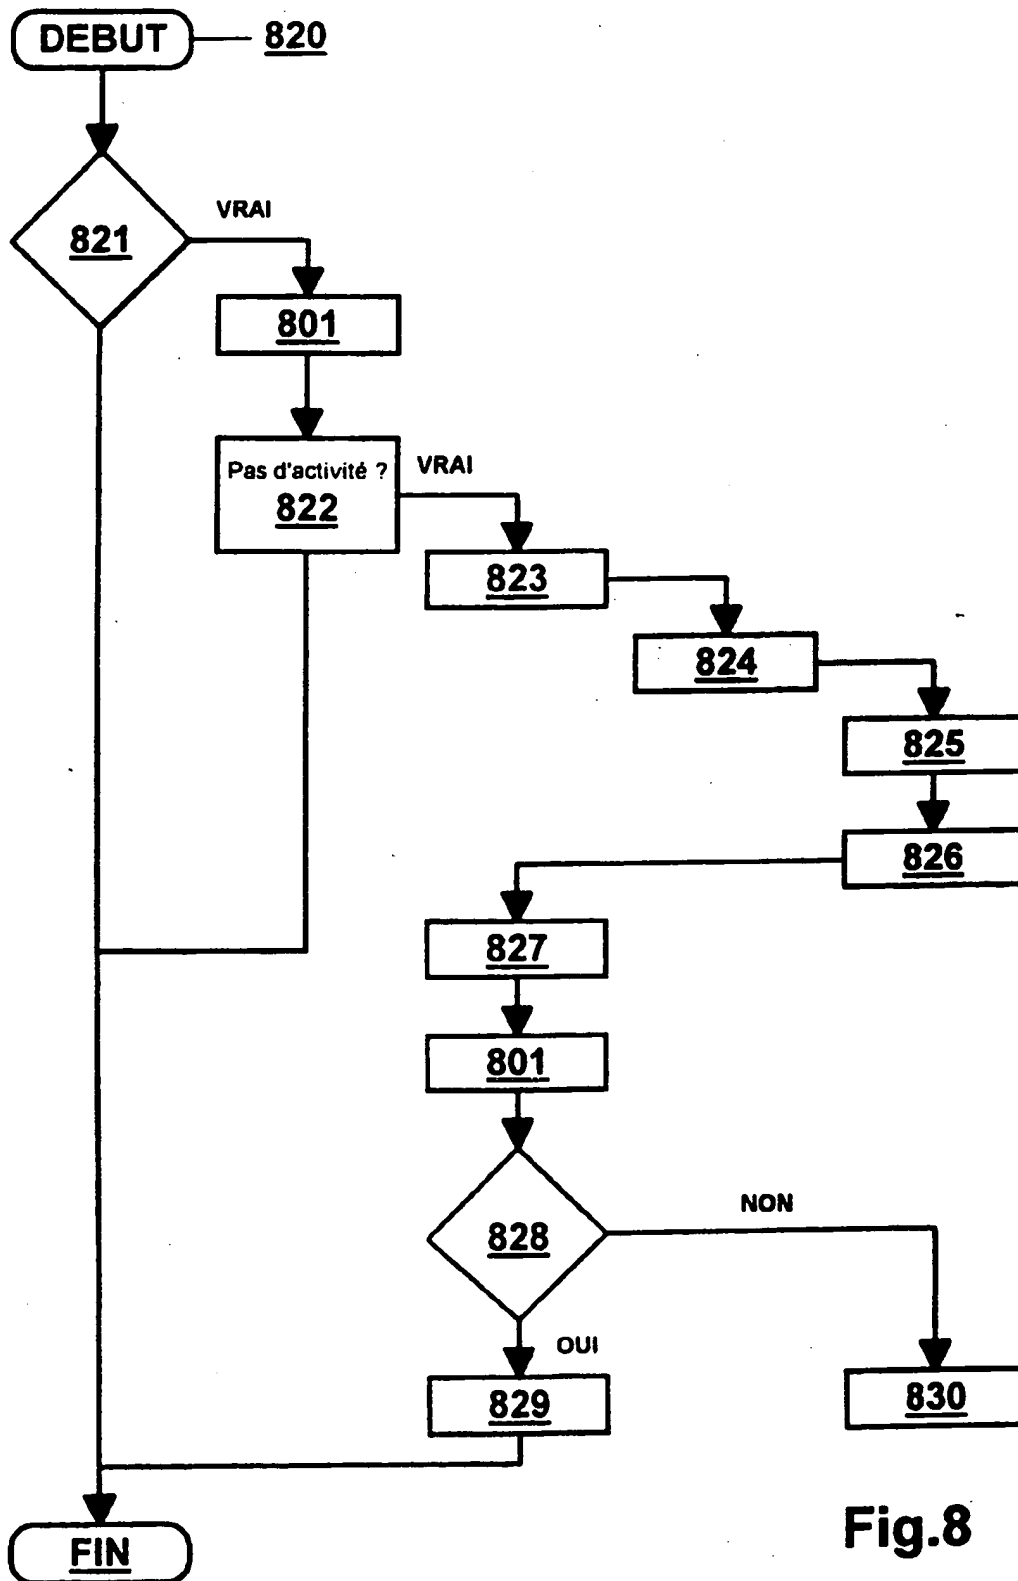 DEBUT 820
821
VRAI
801
Pas d'activité ?
822
VRAI
823
824
825
826
827
801
828
NON
OUI
829
830
FIN
Fig.8